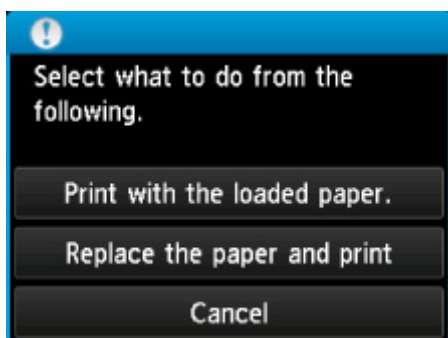 Select what to do from the
following.
Print with the loaded paper.
Replace the paper and print
Cancel